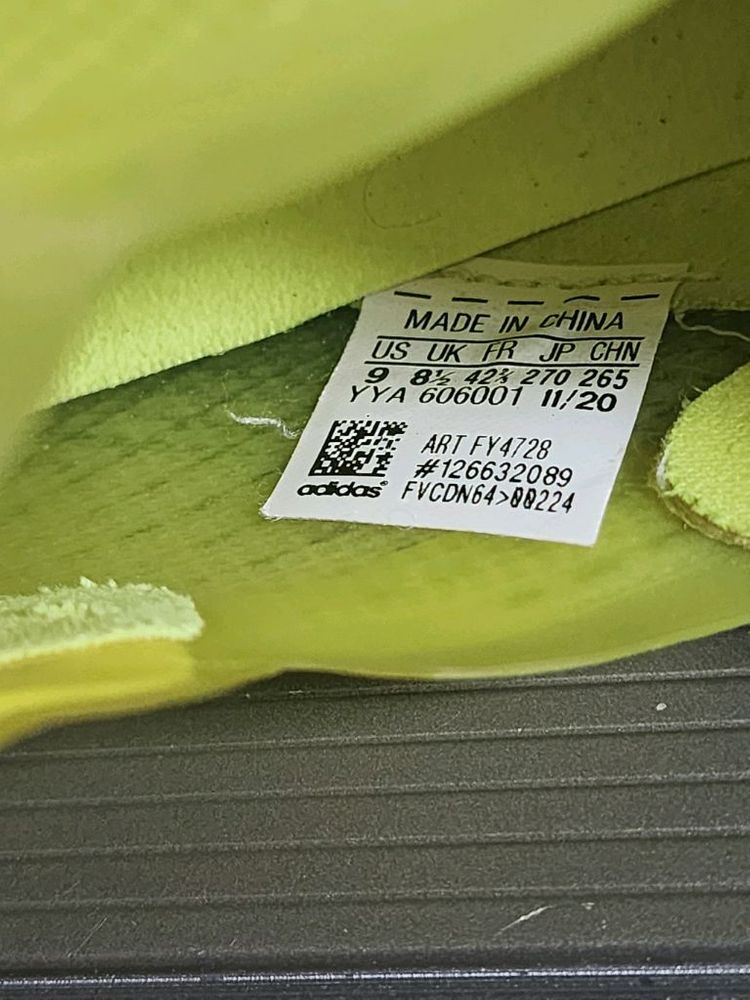 MADE IN CHINA
US UK FR JP CHN
9 8½ 42⅔ 270 265
YYA 606001 11/20
ART FY4728
#126632089
adidas® FVCDN64>00224